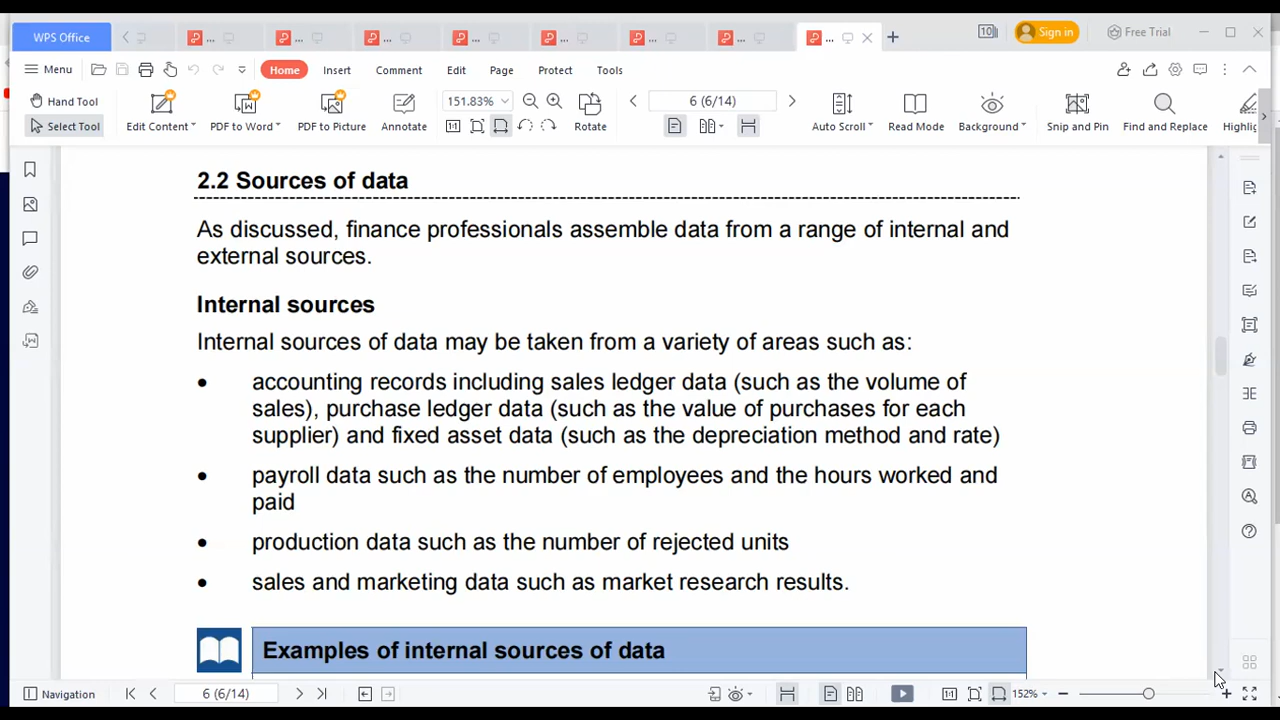 WPS Office
...
...
...
...
...
...
...
...
10
Sign in
Free Trial
Menu
Home
Insert
Comment
Edit
Page
Protect
Tools
Hand Tool
Select Tool
Edit Content
PDF to Word
PDF to Picture
Annotate
151.83%
Rotate
6 (6/14)
Auto Scroll
Read Mode
Background
Snip and Pin
Find and Replace
Highlig
2.2 Sources of data
As discussed, finance professionals assemble data from a range of internal and
external sources.
Internal sources
Internal sources of data may be taken from a variety of areas such as:
• accounting records including sales ledger data (such as the volume of
sales), purchase ledger data (such as the value of purchases for each
supplier) and fixed asset data (such as the depreciation method and rate)
• payroll data such as the number of employees and the hours worked and
paid
• production data such as the number of rejected units
• sales and marketing data such as market research results.
Examples of internal sources of data
Navigation
6 (6/14)
152%